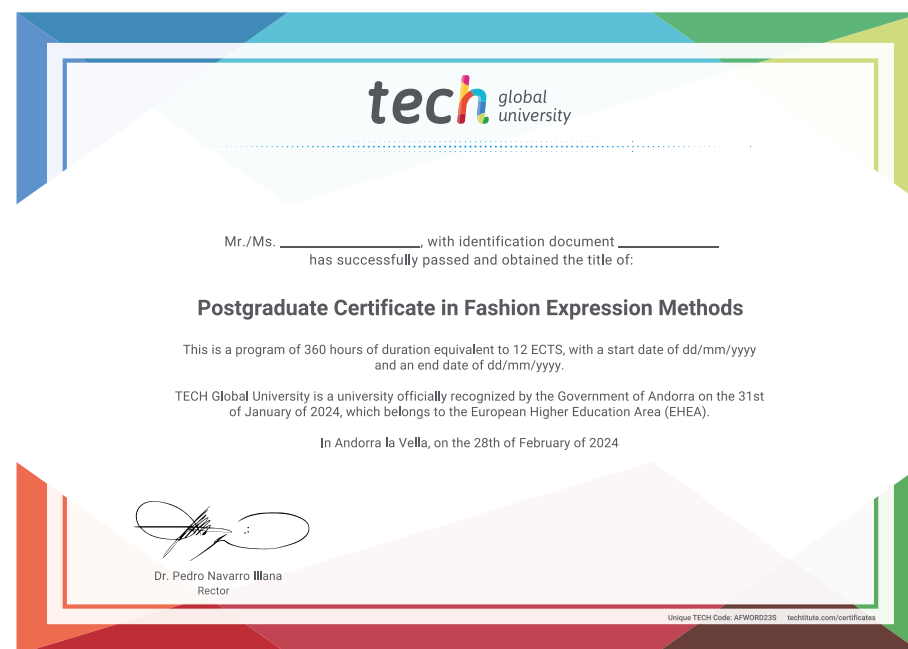 tech global university
Mr./Ms. ____________________, with identification document ______________
has successfully passed and obtained the title of:
Postgraduate Certificate in Fashion Expression Methods
This is a program of 360 hours of duration equivalent to 12 ECTS, with a start date of dd/mm/yyyy
and an end date of dd/mm/yyyy.
TECH Global University is a university officially recognized by the Government of Andorra on the 31st
of January of 2024, which belongs to the European Higher Education Area (EHEA).
In Andorra la Vella, on the 28th of February of 2024
Dr. Pedro Navarro Illana
Rector
Unique TECH Code: AFWORD23S techtitute.com/certificates